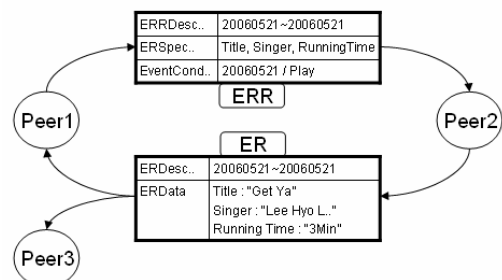 ERRDesc.. 20060521~20060521
ERSpec.. Title, Singer, RunningTime
EventCond.. 20060521 / Play
ERR
Peer1
Peer2
ER
ERDesc.. 20060521~20060521
ERData Title : "Get Ya"
Singer : "Lee Hyo L.."
Running Time : "3Min"
Peer3